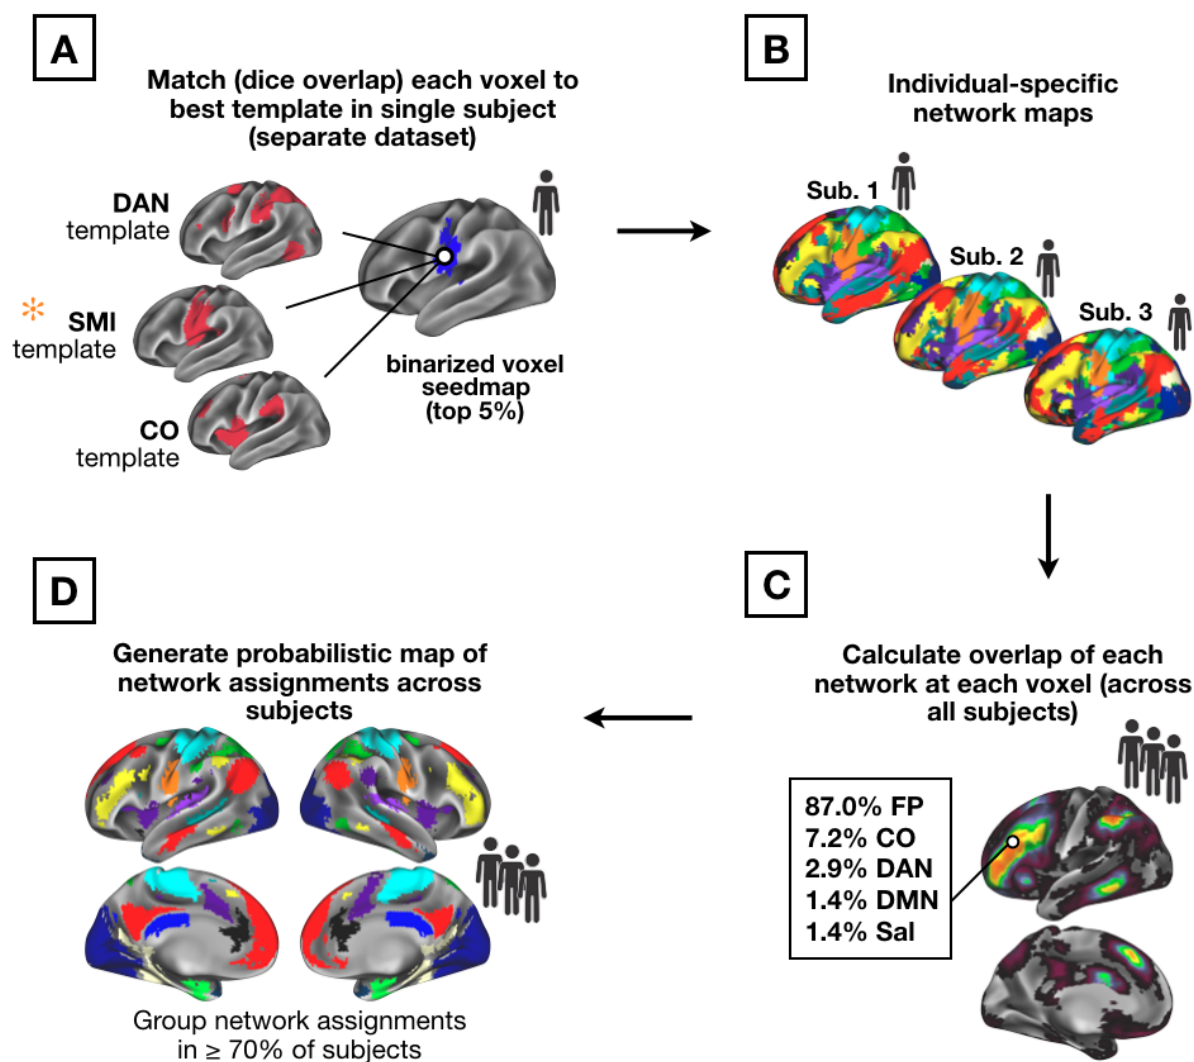 A
Match (dice overlap) each voxel to
best template in single subject
(separate dataset)
DAN
template
* SMI
template
CO
template
binarized voxel
seedmap
(top 5%)
B
Individual-specific
network maps
Sub. 1
Sub. 2
Sub. 3
C
Calculate overlap of each
network at each voxel (across
all subjects)
87.0% FP
7.2% CO
2.9% DAN
1.4% DMN
1.4% Sal
D
Generate probabilistic map of
network assignments across
subjects
Group network assignments
in ≥ 70% of subjects